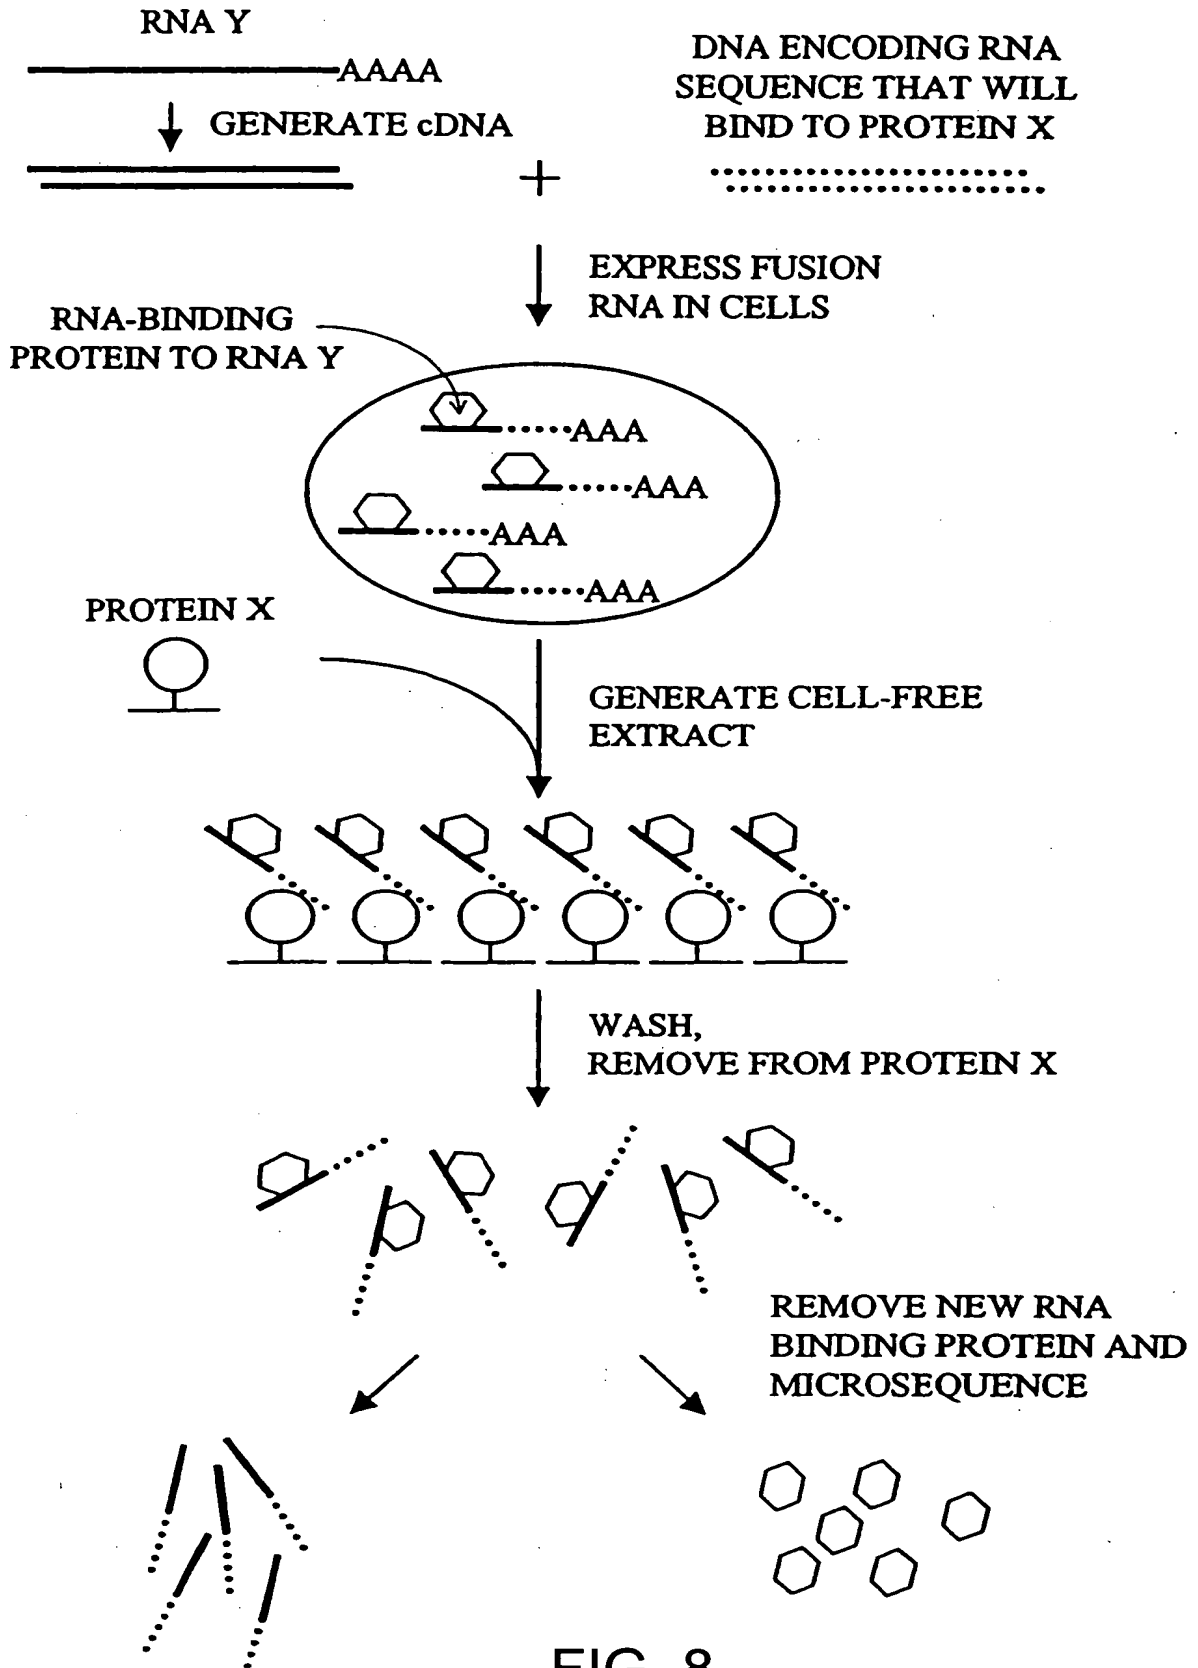 RNA Y
AAAA
GENERATE cDNA
DNA ENCODING RNA
SEQUENCE THAT WILL
BIND TO PROTEIN X
+
EXPRESS FUSION
RNA IN CELLS
RNA-BINDING
PROTEIN TO RNA Y
AAA
AAA
AAA
AAA
PROTEIN X
GENERATE CELL-FREE
EXTRACT
WASH,
REMOVE FROM PROTEIN X
REMOVE NEW RNA
BINDING PROTEIN AND
MICROSEQUENCE
FIG. 8